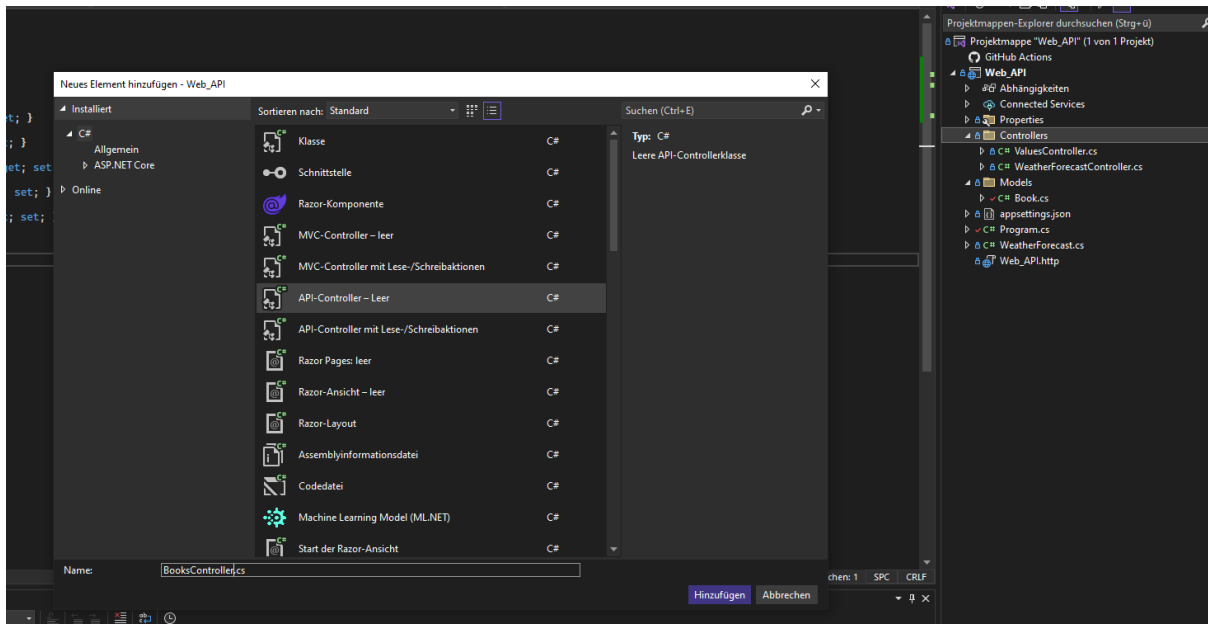 Projektmappen-Explorer durchsuchen (Strg+ü)
Projektmappe "Web_API" (1 von 1 Projekt)
GitHub Actions
Web_API
Abhängigkeiten
Connected Services
Properties
Controllers
C# ValuesController.cs
C# WeatherForecastController.cs
Models
C# Book.cs
appsettings.json
C# Program.cs
C# WeatherForecast.cs
Web_API.http
et; }
; }
get; set
set; }
t; set;
Neues Element hinzufügen - Web_API
Installiert
C#
Allgemein
ASP.NET Core
Online
Sortieren nach: Standard
Suchen (Ctrl+E)
Klasse C#
Schnittstelle C#
Razor-Komponente C#
MVC-Controller – leer C#
MVC-Controller mit Lese-/Schreibaktionen C#
API-Controller – Leer C#
API-Controller mit Lese-/Schreibaktionen C#
Razor Pages: leer C#
Razor-Ansicht – leer C#
Razor-Layout C#
Assemblyinformationsdatei C#
Codedatei C#
Machine Learning Model (ML.NET) C#
Start der Razor-Ansicht C#
Typ: C#
Leere API-Controllerklasse
Name: BooksController.cs
Hinzufügen Abbrechen
chen: 1 SPC CRLF